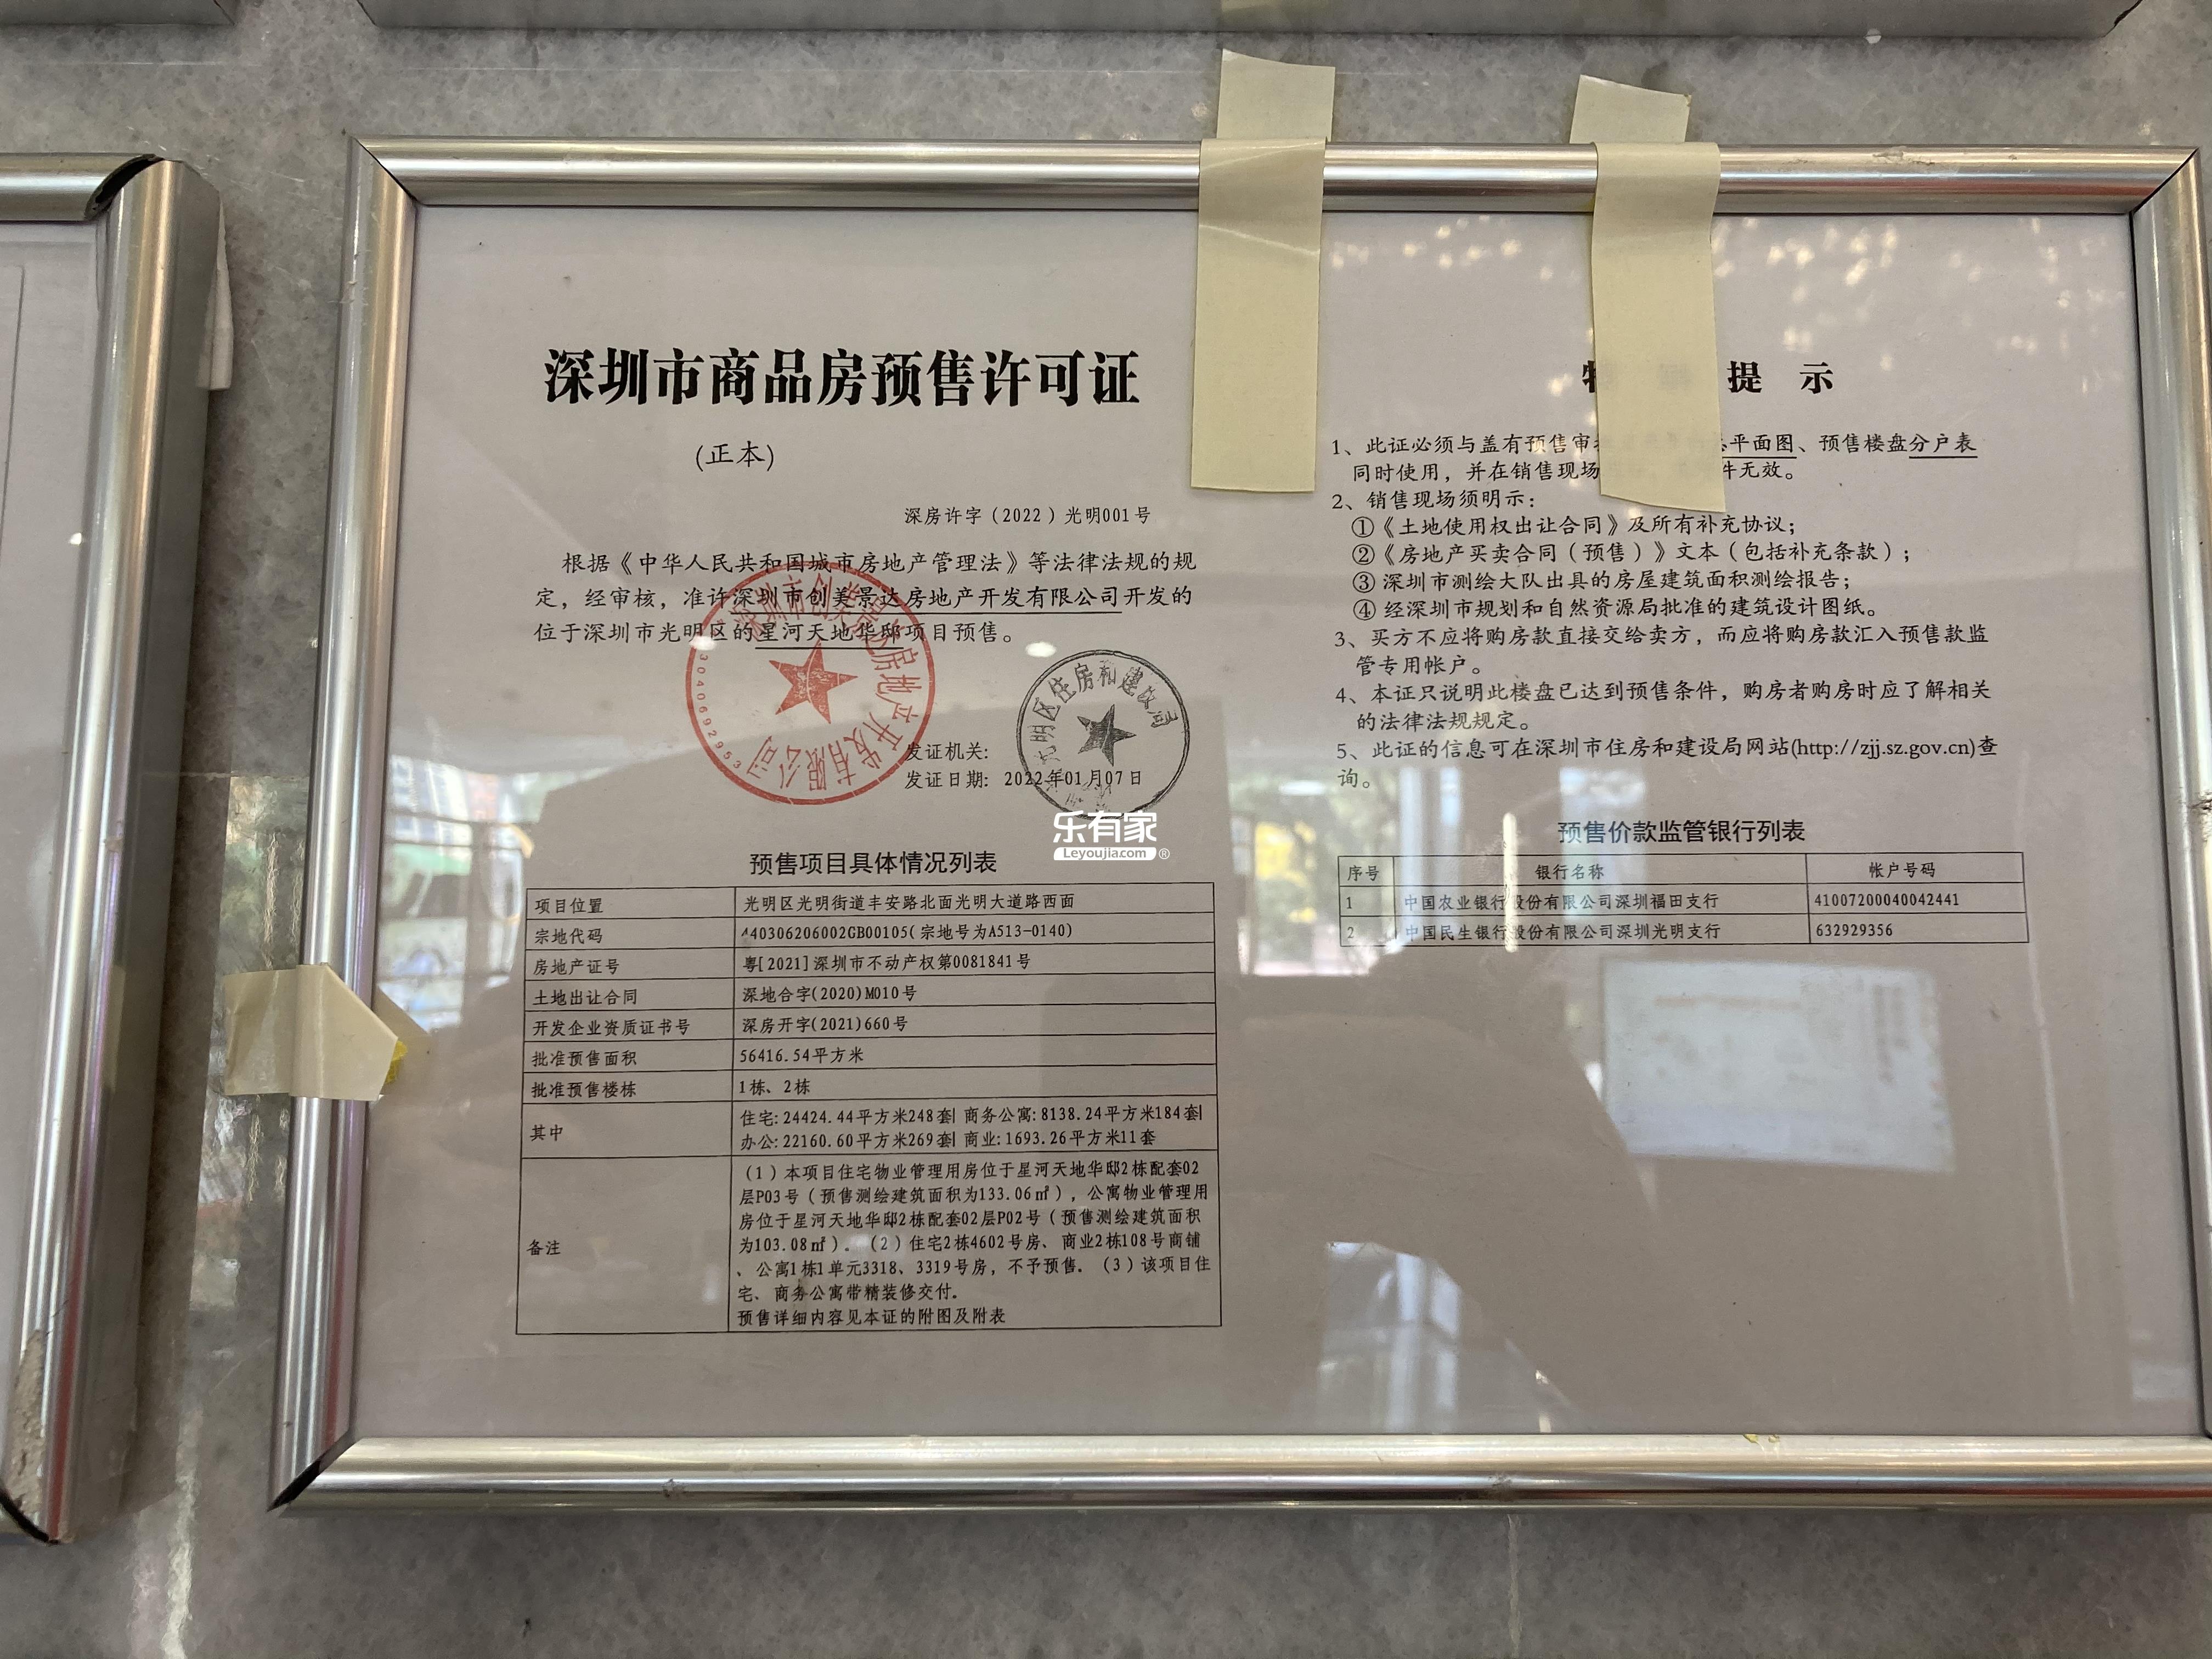 深圳市商品房预售许可证
(正本)
深房许字（2022）光明001号
根据《中华人民共和国城市房地产管理法》等法律法规的规
定，经审核，准许深圳市创美景达房地产开发有限公司开发的
位于深圳市光明区的星河天地华邸项目预售。
发证机关:
发证日期: 2022年01月07日
光明区住房和建设局
房地产开发有限公司
乐有家
Leyoujia.com®
预售项目具体情况列表
项目位置 光明区光明街道丰安路北面光明大道路西面
宗地代码 440306206002GB00105(宗地号为A513-0140)
房地产证号 粤[2021]深圳市不动产权第0081841号
土地出让合同 深地合字(2020)M010号
开发企业资质证书号 深房开字(2021)660号
批准预售面积 56416.54平方米
批准预售楼栋 1栋、2栋
其中 住宅:24424.44平方米248套| 商务公寓:8138.24平方米184套|
办公:22160.60平方米269套| 商业:1693.26平方米11套
备注 （1）本项目住宅物业管理用房位于星河天地华邸2栋配套02
层P03号（预售测绘建筑面积为133.06㎡），公寓物业管理用
房位于星河天地华邸2栋配套02层P02号（预售测绘建筑面积
为103.08㎡）。（2）住宅2栋4602号房、商业2栋108号商铺
、公寓1栋1单元3318、3319号房，不予预售。（3）该项目住
宅、商务公寓带精装修交付。
预售详细内容见本证的附图及附表
提 示
1、此证必须与盖有预售审 平面图、预售楼盘分户表
同时使用，并在销售现场 件无效。
2、销售现场须明示：
①《土地使用权出让合同》及所有补充协议；
②《房地产买卖合同（预售）》文本（包括补充条款）；
③ 深圳市测绘大队出具的房屋建筑面积测绘报告；
④ 经深圳市规划和自然资源局批准的建筑设计图纸。
3、买方不应将购房款直接交给卖方，而应将购房款汇入预售款监
管专用帐户。
4、本证只说明此楼盘已达到预售条件，购房者购房时应了解相关
的法律法规规定。
5、此证的信息可在深圳市住房和建设局网站(http://zjj.sz.gov.cn)查
询。
预售价款监管银行列表
序号 银行名称 帐户号码
1 中国农业银行股份有限公司深圳福田支行 41007200040042441
2 中国民生银行股份有限公司深圳光明支行 632929356